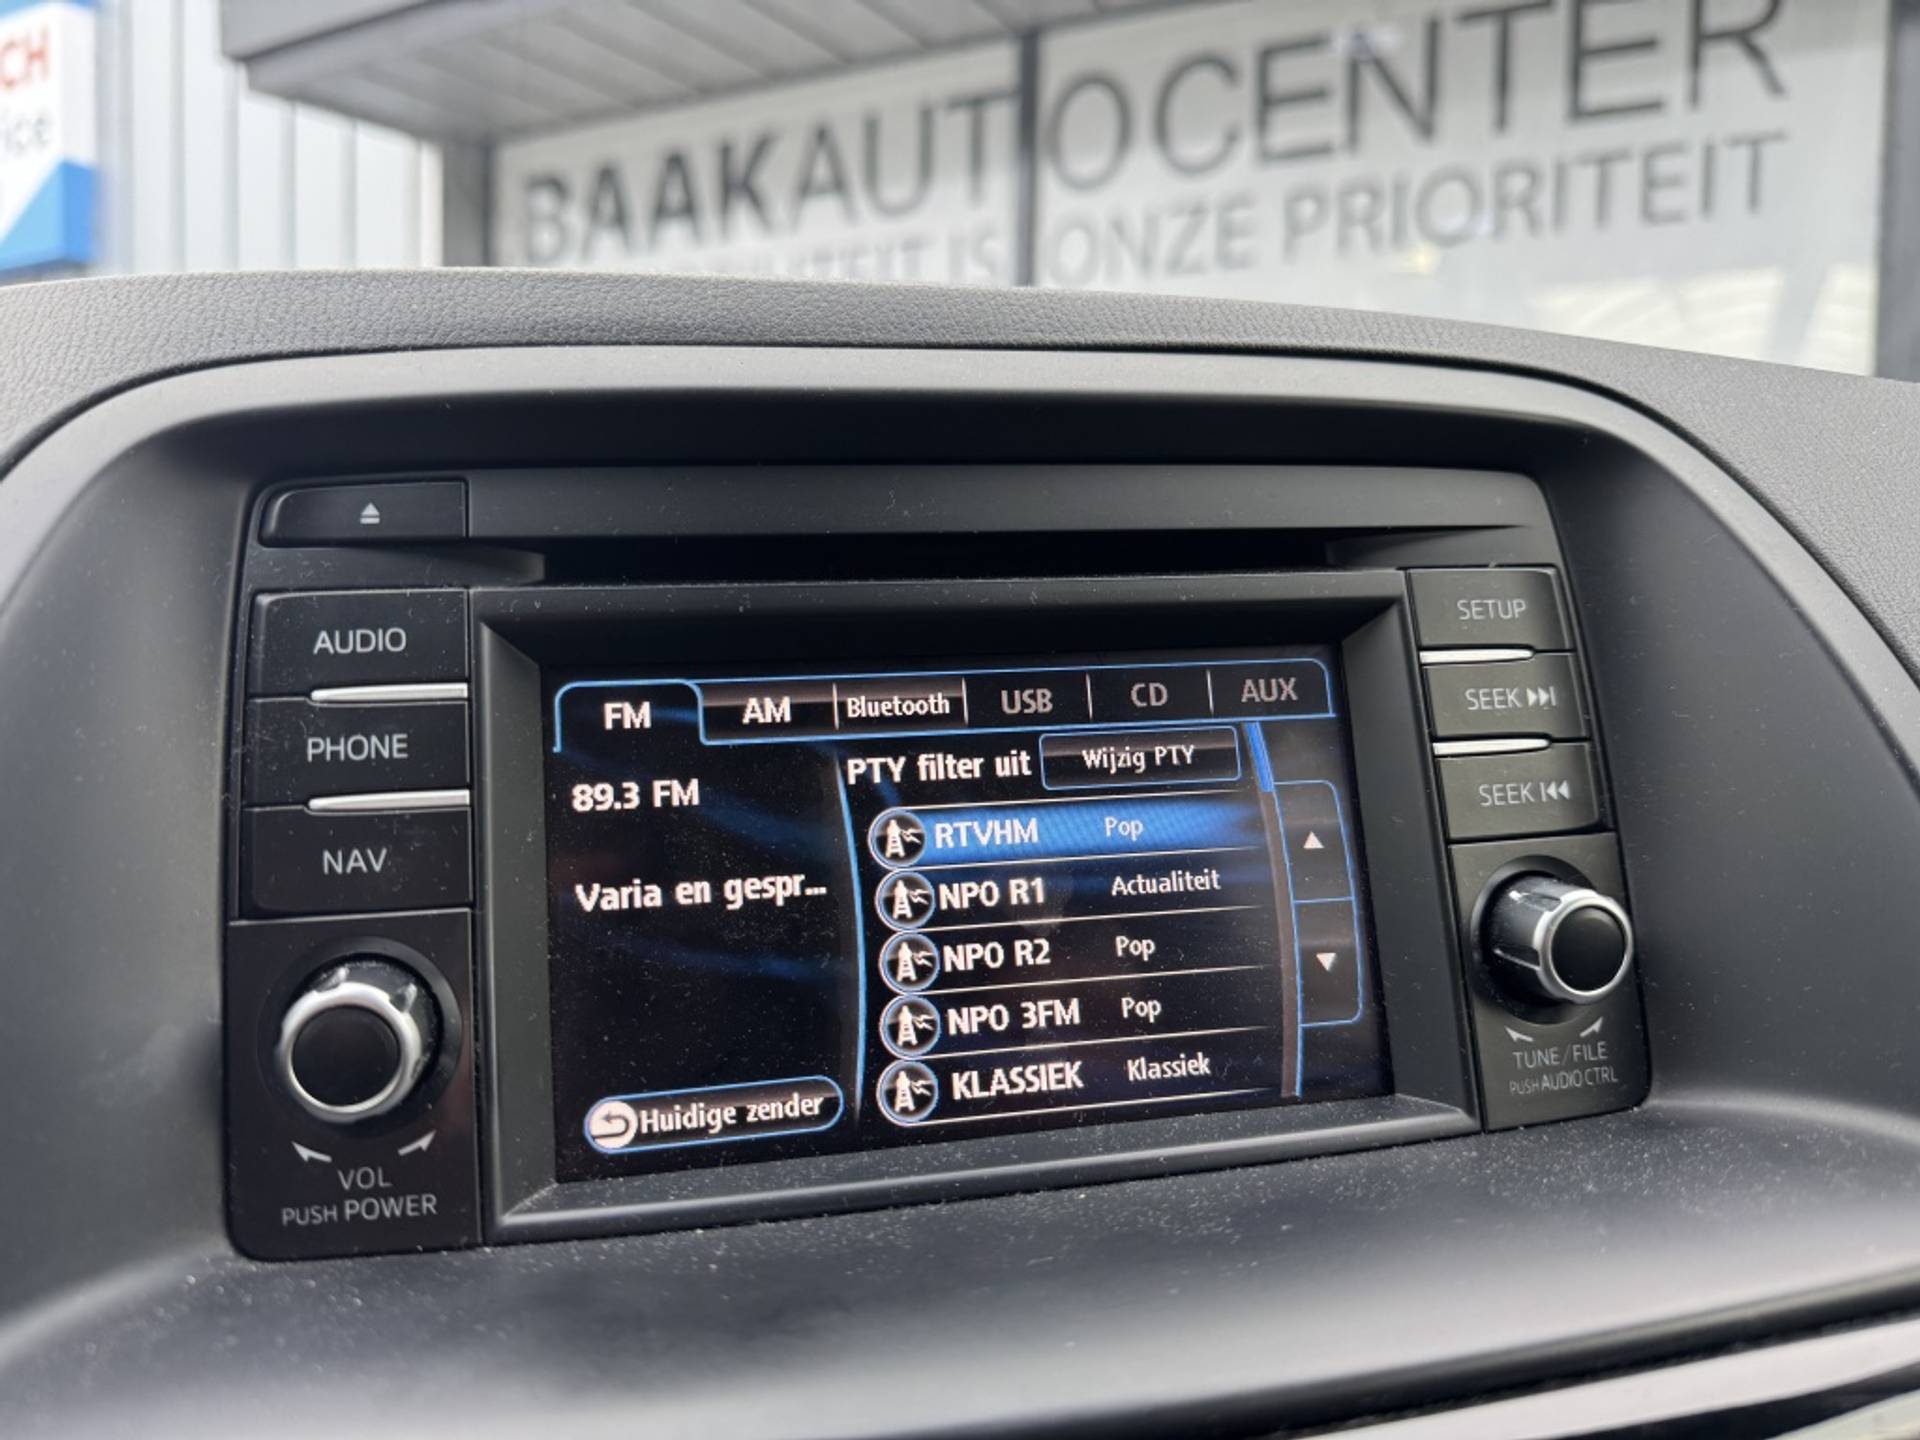 CH
BAAKAUTOCENTER
IS ONZE PRIORITEIT
AUDIO
PHONE
NAV
VOL
PUSH POWER
SETUP
SEEK
SEEK
TUNE/FILE
PUSH AUDIO CTRL
FM AM Bluetooth USB CD AUX
89.3 FM
Varia en gespr...
Huidige zender
PTY filter uit Wijzig PTY
RTVHM Pop
NPO R1 Actualiteit
NPO R2 Pop
NPO 3FM Pop
KLASSIEK Klassiek